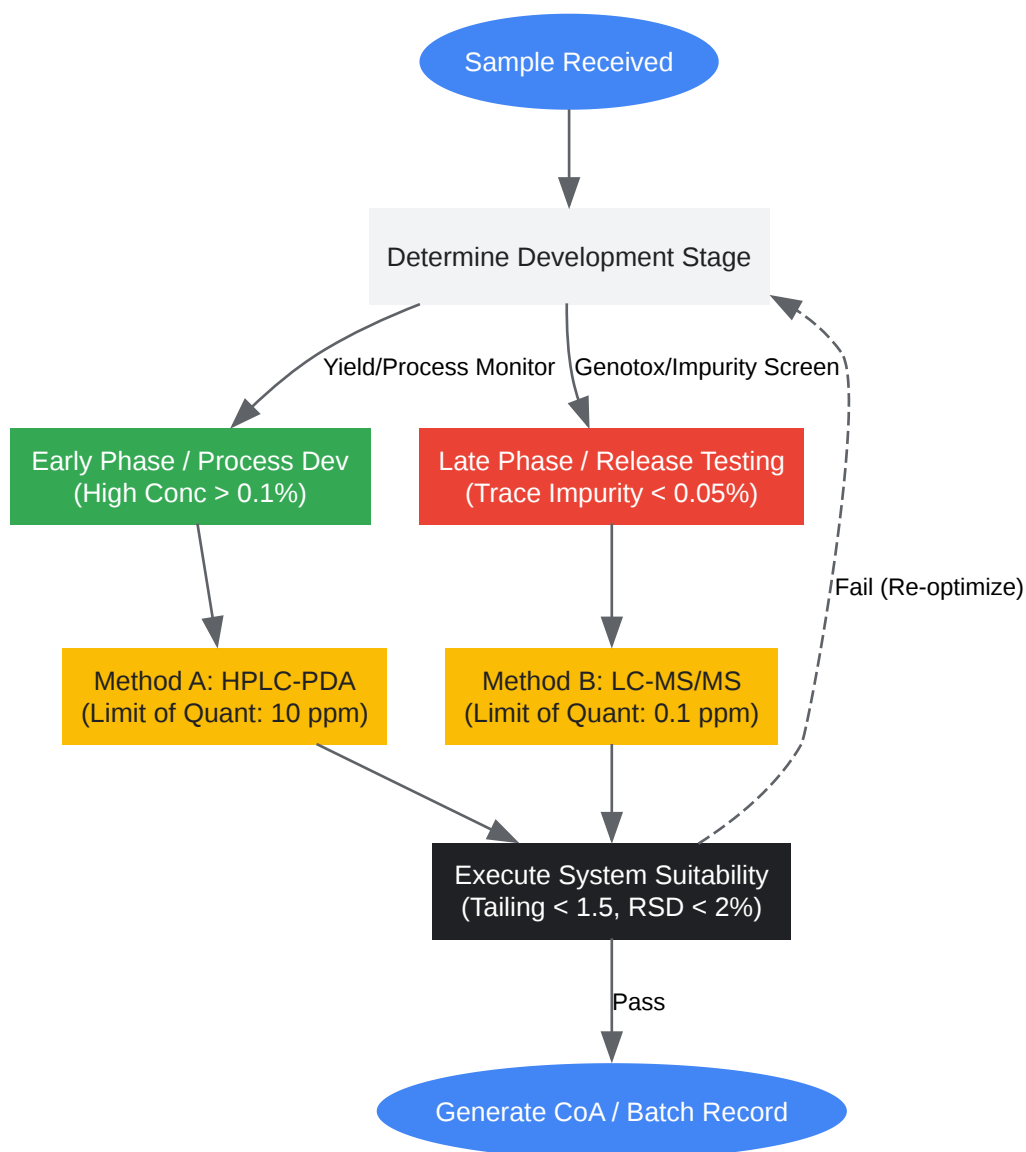 Sample Received
Determine Development Stage
Yield/Process Monitor
Genotox/Impurity Screen
Early Phase / Process Dev
(High Conc > 0.1%)
Late Phase / Release Testing
(Trace Impurity < 0.05%)
Fail (Re-optimize)
Method A: HPLC-PDA
(Limit of Quant: 10 ppm)
Method B: LC-MS/MS
(Limit of Quant: 0.1 ppm)
Execute System Suitability
(Tailing < 1.5, RSD < 2%)
Pass
Generate CoA / Batch Record